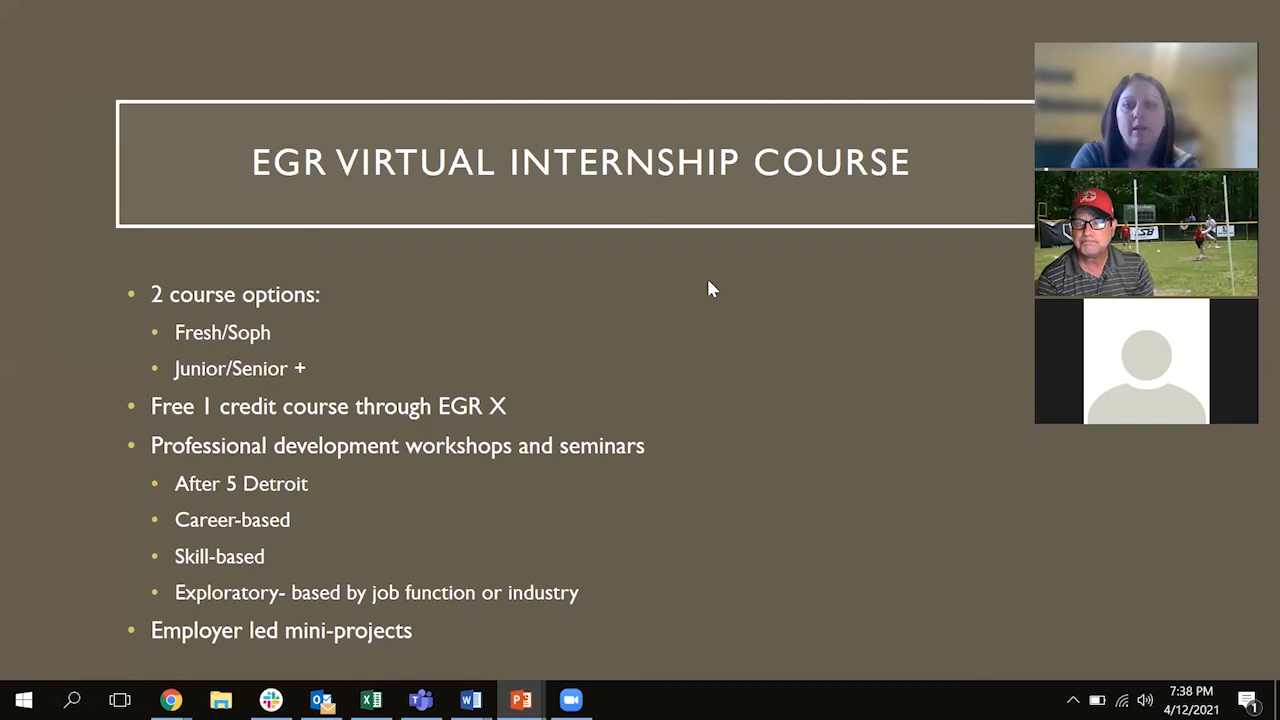 EGR VIRTUAL INTERNSHIP COURSE
2 course options:
Fresh/Soph
Junior/Senior +
Free 1 credit course through EGR X
Professional development workshops and seminars
After 5 Detroit
Career-based
Skill-based
Exploratory- based by job function or industry
Employer led mini-projects
7:38 PM
4/12/2021
1